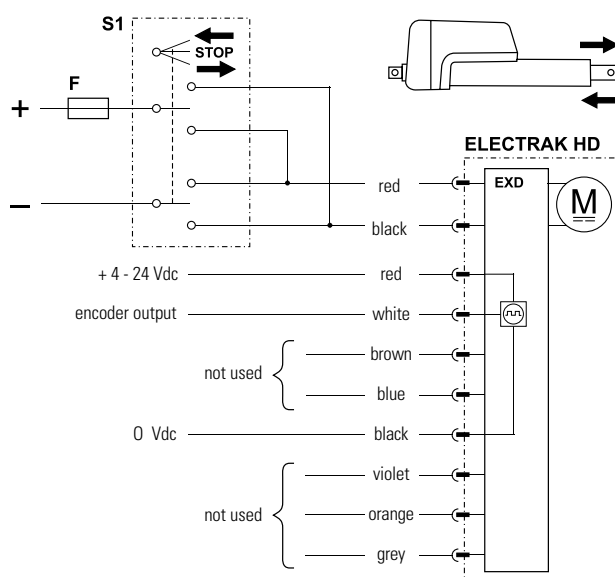 S1
STOP
F
+
–
ELECTRAK HD
EXD
M
red
black
+ 4 - 24 Vdc
red
encoder output
white
not used
brown
blue
0 Vdc
black
not used
violet
orange
grey